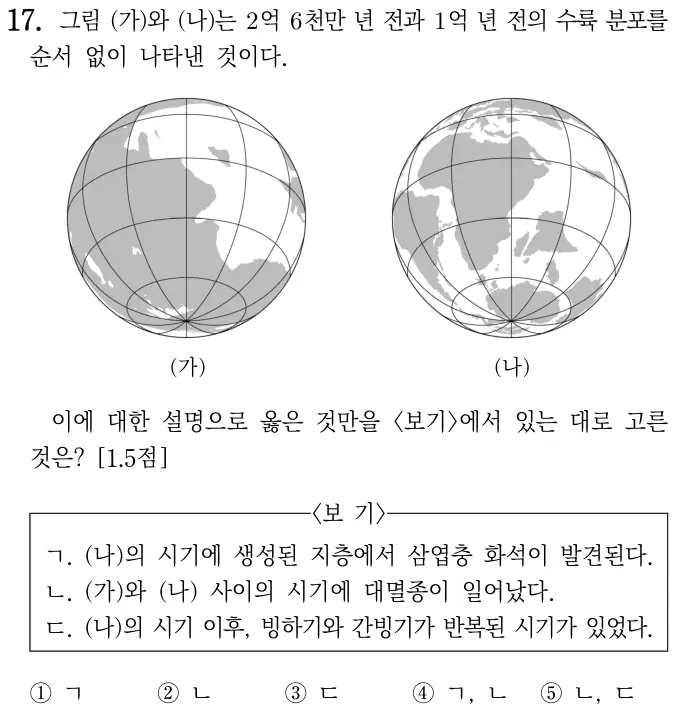 17. 그림 (가)와 (나)는 2억 6천만 년 전과 1억 년 전의 수륙 분포를
순서 없이 나타낸 것이다.
(가) (나)
이에 대한 설명으로 옳은 것만을 〈보기〉에서 있는 대로 고른
것은? [1.5점]
〈보 기〉
ㄱ. (나)의 시기에 생성된 지층에서 삼엽충 화석이 발견된다.
ㄴ. (가)와 (나) 사이의 시기에 대멸종이 일어났다.
ㄷ. (나)의 시기 이후, 빙하기와 간빙기가 반복된 시기가 있었다.
① ㄱ ② ㄴ ③ ㄷ ④ ㄱ, ㄴ ⑤ ㄴ, ㄷ